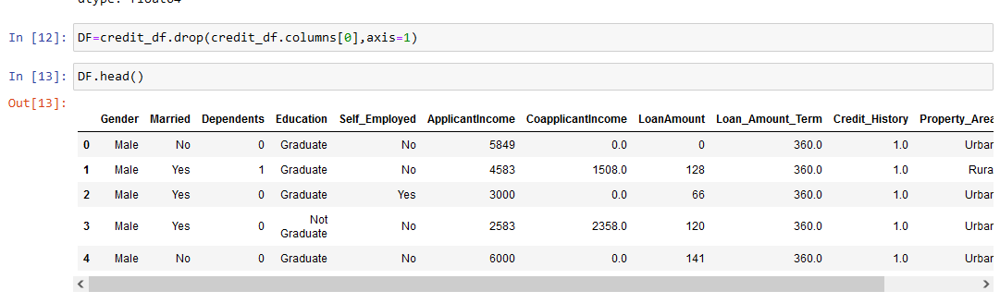 dtype: float64
In [12]: DF=credit_df.drop(credit_df.columns[0],axis=1)
In [13]: DF.head()
Out[13]:
Gender Married Dependents Education Self_Employed ApplicantIncome CoapplicantIncome LoanAmount Loan_Amount_Term Credit_History Property_Area
0 Male No 0 Graduate No 5849 0.0 0 360.0 1.0 Urban
1 Male Yes 1 Graduate No 4583 1508.0 128 360.0 1.0 Rura
2 Male Yes 0 Graduate Yes 3000 0.0 66 360.0 1.0 Urban
3 Male Yes 0 Not Graduate No 2583 2358.0 120 360.0 1.0 Urban
4 Male No 0 Graduate No 6000 0.0 141 360.0 1.0 Urban